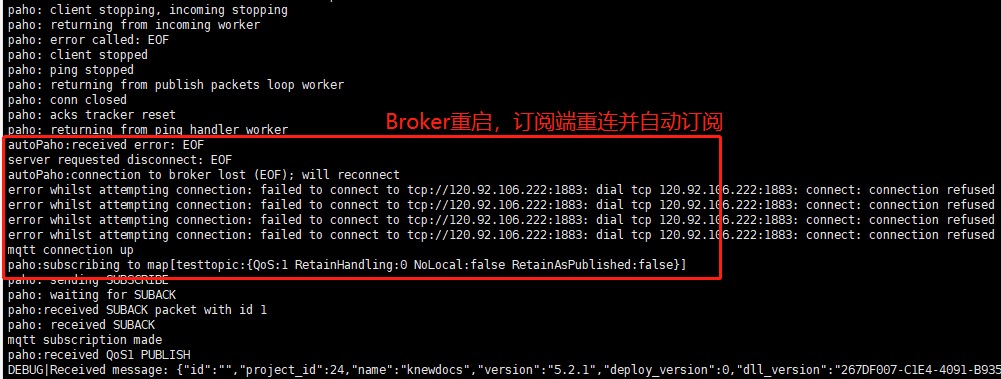 paho: client stopping, incoming stopping
paho: returning from incoming worker
paho: error called: EOF
paho: client stopped
paho: ping stopped
paho: returning from publish packets loop worker
paho: conn closed
paho: acks tracker reset
Broker重启，订阅端重连并自动订阅
paho: returning from ping handler worker
autoPaho:received error: EOF
server requested disconnect: EOF
autoPaho:connection to broker lost (EOF); will reconnect
error whilst attempting connection: failed to connect to tcp://120.92.106.222:1883: dial tcp 120.92.106.222:1883: connect: connection refused
error whilst attempting connection: failed to connect to tcp://120.92.106.222:1883: dial tcp 120.92.106.222:1883: connect: connection refused
error whilst attempting connection: failed to connect to tcp://120.92.106.222:1883: dial tcp 120.92.106.222:1883: connect: connection refused
error whilst attempting connection: failed to connect to tcp://120.92.106.222:1883: dial tcp 120.92.106.222:1883: connect: connection refused
mqtt connection up
paho:subscribing to map[testtopic:{QoS:1 RetainHandling:0 NoLocal:false RetainAsPublished:false}]
paho: sending SUBSCRIBE
paho: waiting for SUBACK
paho:received SUBACK packet with id 1
paho: received SUBACK
mqtt subscription made
paho:received QoS1 PUBLISH
DEBUG|Received message: {"id":"","project_id":24,"name":"knewdocs","version":"5.2.1","deploy_version":0,"dll_version":"267DF007-C1E4-4091-B935